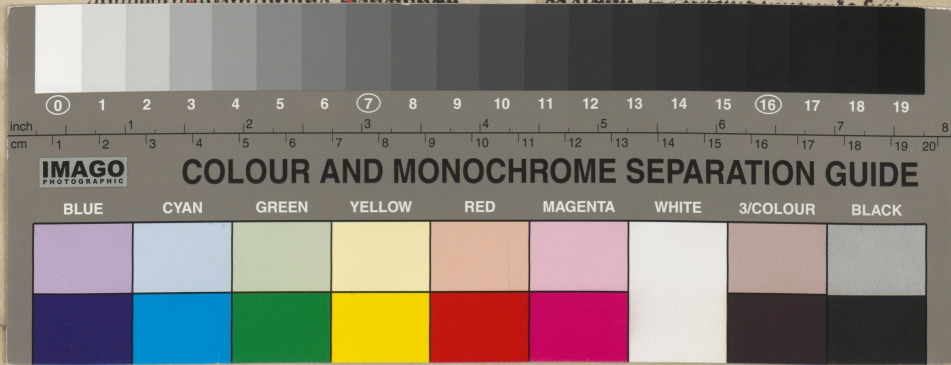 0 1 2 3 4 5 6 7 8 9 10 11 12 13 14 15 16 17 18 19
inch 1 2 3 4 5 6 7 8
cm 1 2 3 4 5 6 7 8 9 10 11 12 13 14 15 16 17 18 19 20
IMAGO
PHOTOGRAPHIC
COLOUR AND MONOCHROME SEPARATION GUIDE
BLUE CYAN GREEN YELLOW RED MAGENTA WHITE 3/COLOUR BLACK